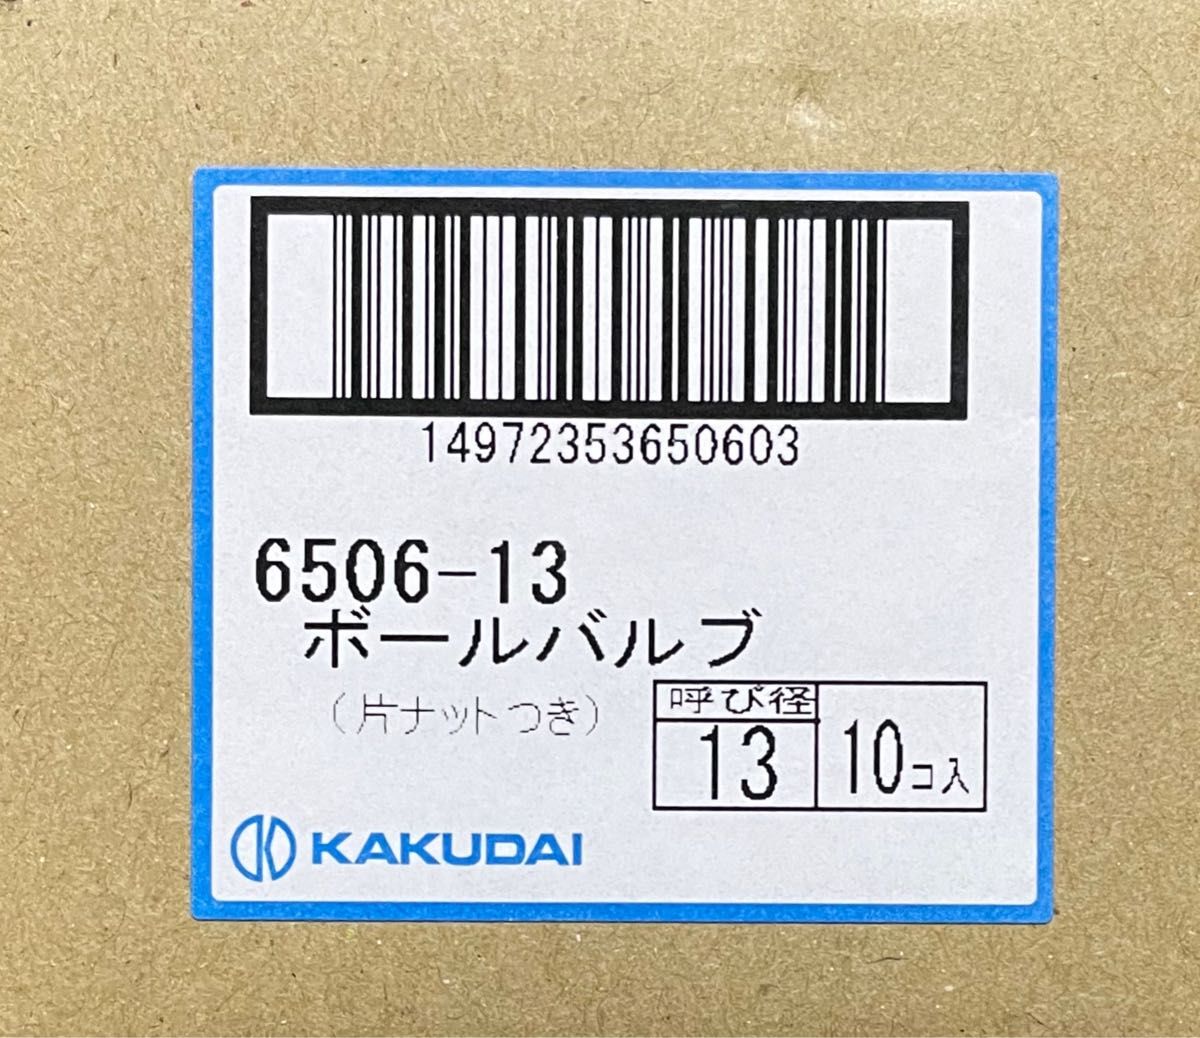 14972353650603
6506-13
ボールバルブ
（片ナットつき）
呼び径
13
10コ入
KAKUDAI